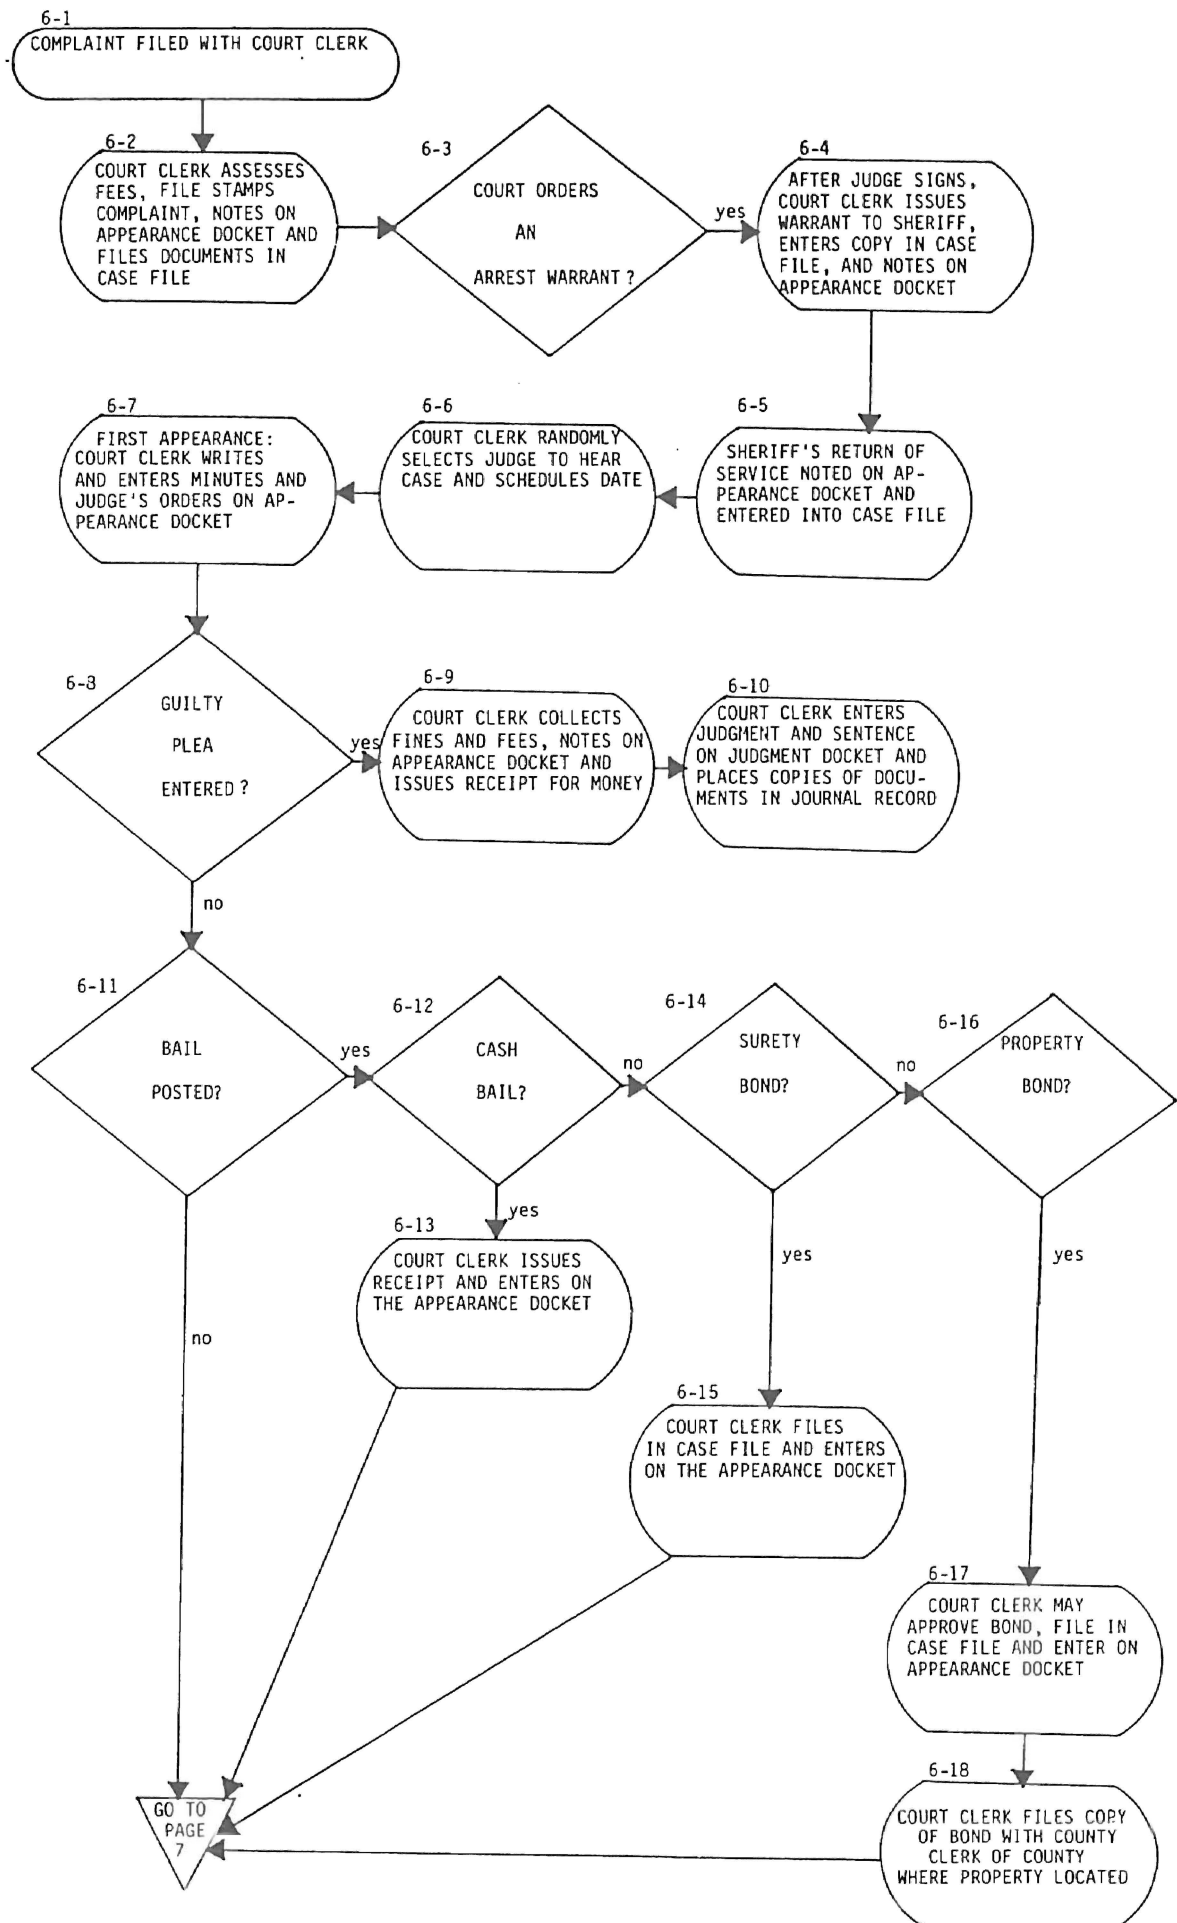 6-1
COMPLAINT FILED WITH COURT CLERK
6-2
COURT CLERK ASSESSES
FEES, FILE STAMPS
COMPLAINT, NOTES ON
APPEARANCE DOCKET AND
FILES DOCUMENTS IN
CASE FILE
6-3
COURT ORDERS
AN
ARREST WARRANT?
yes
6-4
AFTER JUDGE SIGNS,
COURT CLERK ISSUES
WARRANT TO SHERIFF,
ENTERS COPY IN CASE
FILE, AND NOTES ON
APPEARANCE DOCKET
6-5
SHERIFF'S RETURN OF
SERVICE NOTED ON AP-
PEARANCE DOCKET AND
ENTERED INTO CASE FILE
6-6
COURT CLERK RANDOMLY
SELECTS JUDGE TO HEAR
CASE AND SCHEDULES DATE
6-7
FIRST APPEARANCE:
COURT CLERK WRITES
AND ENTERS MINUTES AND
JUDGE'S ORDERS ON AP-
PEARANCE DOCKET
6-8
GUILTY
PLEA
ENTERED?
yes
6-9
COURT CLERK COLLECTS
FINES AND FEES, NOTES ON
APPEARANCE DOCKET AND
ISSUES RECEIPT FOR MONEY
6-10
COURT CLERK ENTERS
JUDGMENT AND SENTENCE
ON JUDGMENT DOCKET AND
PLACES COPIES OF DOCU-
MENTS IN JOURNAL RECORD
no
6-11
BAIL
POSTED?
yes
6-12
CASH
BAIL?
no
6-14
SURETY
BOND?
no
6-16
PROPERTY
BOND?
yes
6-13
COURT CLERK ISSUES
RECEIPT AND ENTERS ON
THE APPEARANCE DOCKET
yes
yes
no
6-15
COURT CLERK FILES
IN CASE FILE AND ENTERS
ON THE APPEARANCE DOCKET
6-17
COURT CLERK MAY
APPROVE BOND, FILE IN
CASE FILE AND ENTER ON
APPEARANCE DOCKET
6-18
COURT CLERK FILES COPY
OF BOND WITH COUNTY
CLERK OF COUNTY
WHERE PROPERTY LOCATED
GO TO
PAGE
7